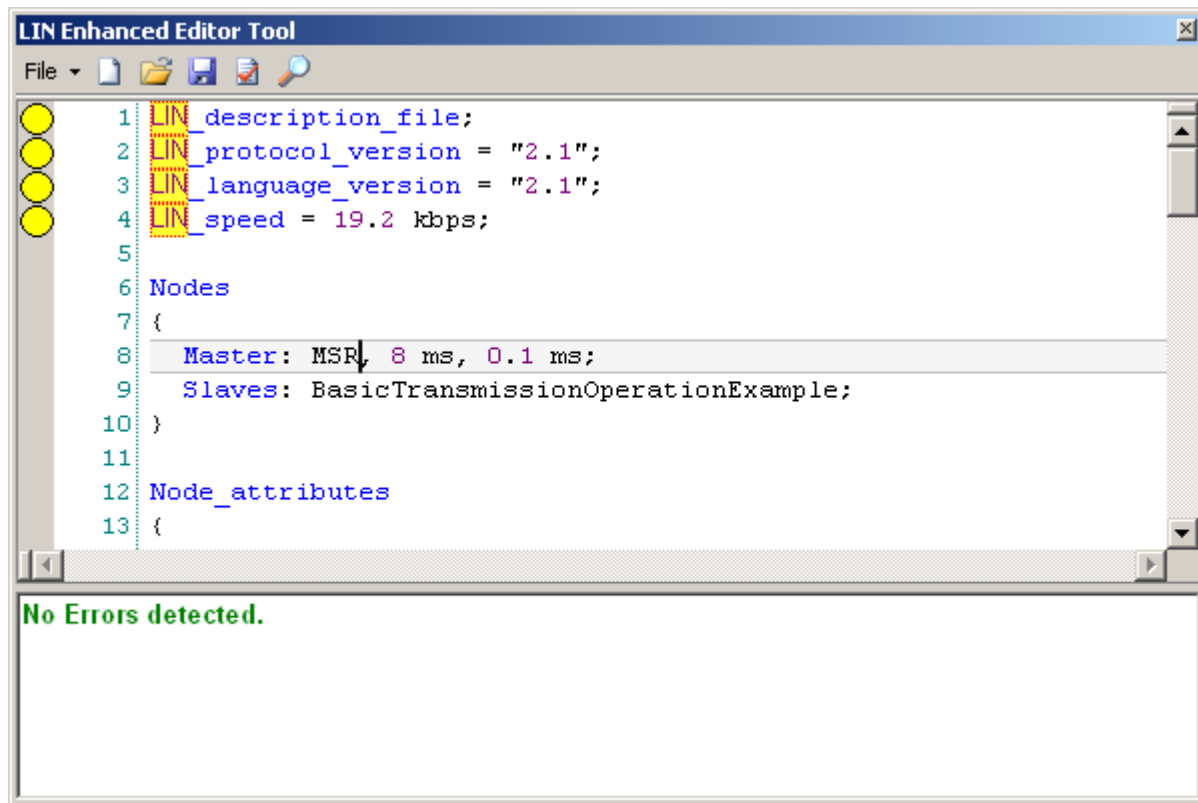 LIN Enhanced Editor Tool
File
1 LIN_description_file;
2 LIN_protocol_version = "2.1";
3 LIN_language_version = "2.1";
4 LIN_speed = 19.2 kbps;
5
6 Nodes
7 {
8 Master: MSR, 8 ms, 0.1 ms;
9 Slaves: BasicTransmissionOperationExample;
10 }
11
12 Node_attributes
13 {
No Errors detected.